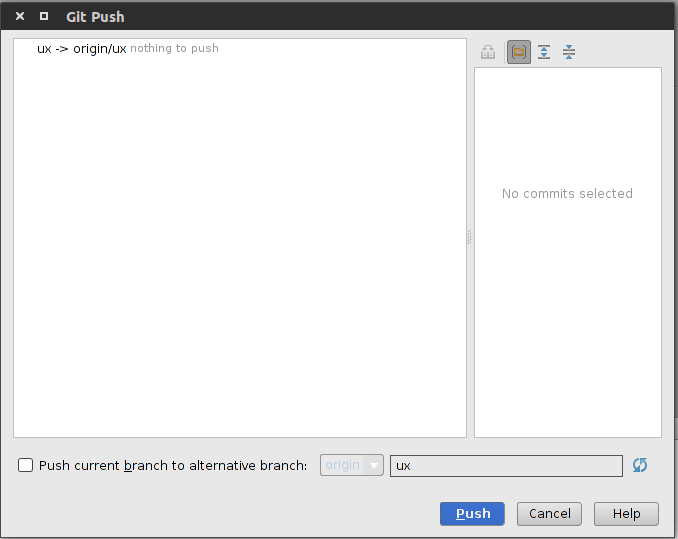 Git Push
ux -> origin/ux nothing to push
No commits selected
Push current branch to alternative branch:
origin
ux
Push
Cancel
Help